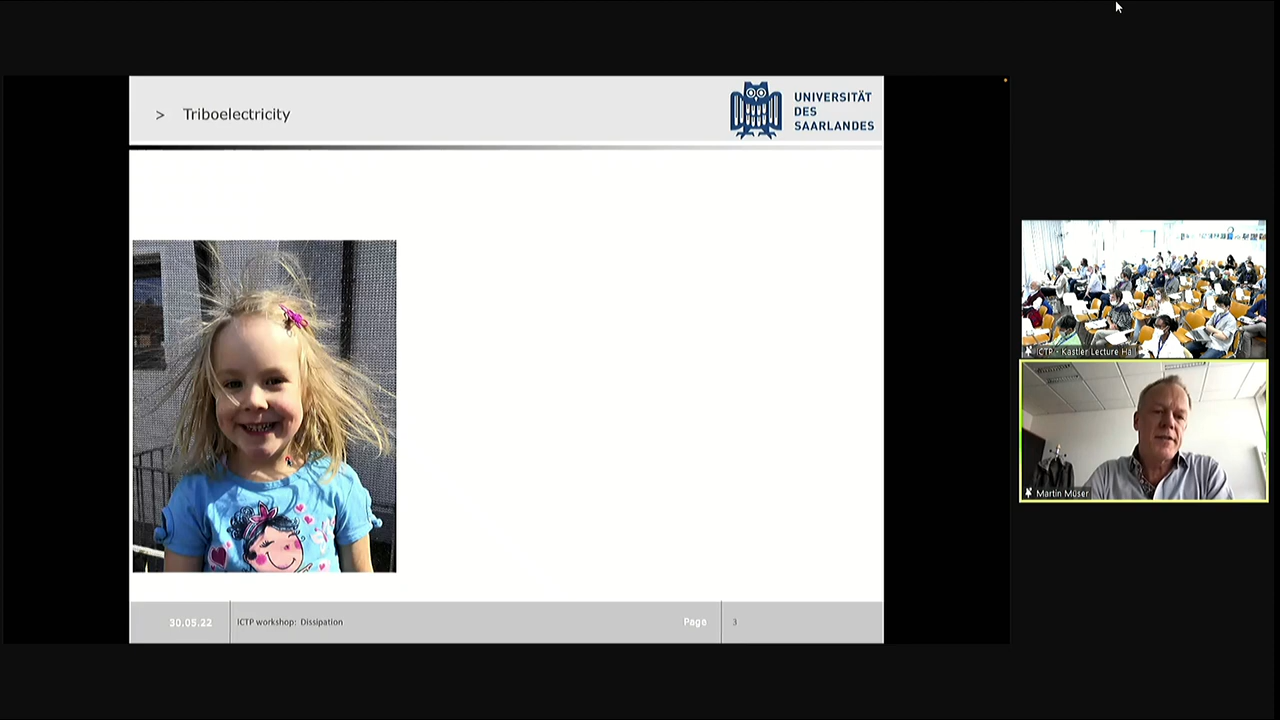 > Triboelectricity
UNIVERSITÄT
DES
SAARLANDES
ICTP - Kastler Lecture Ha
Martin Müser
30.05.22
ICTP workshop: Dissipation
Page
3